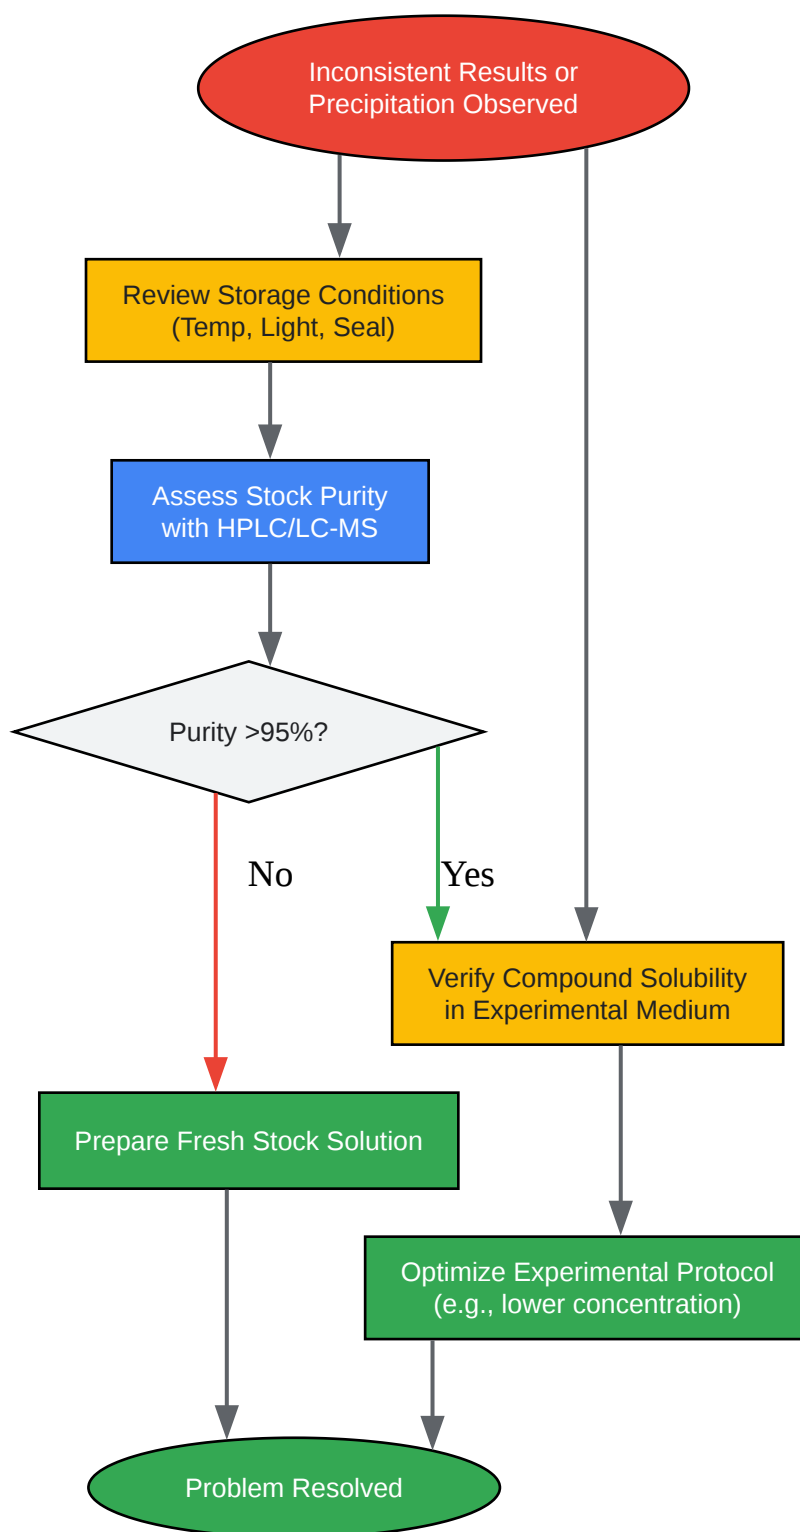 Inconsistent Results or
Precipitation Observed
Review Storage Conditions
(Temp, Light, Seal)
Assess Stock Purity
with HPLC/LC-MS
Purity >95%?
No
Yes
Verify Compound Solubility
in Experimental Medium
Prepare Fresh Stock Solution
Optimize Experimental Protocol
(e.g., lower concentration)
Problem Resolved